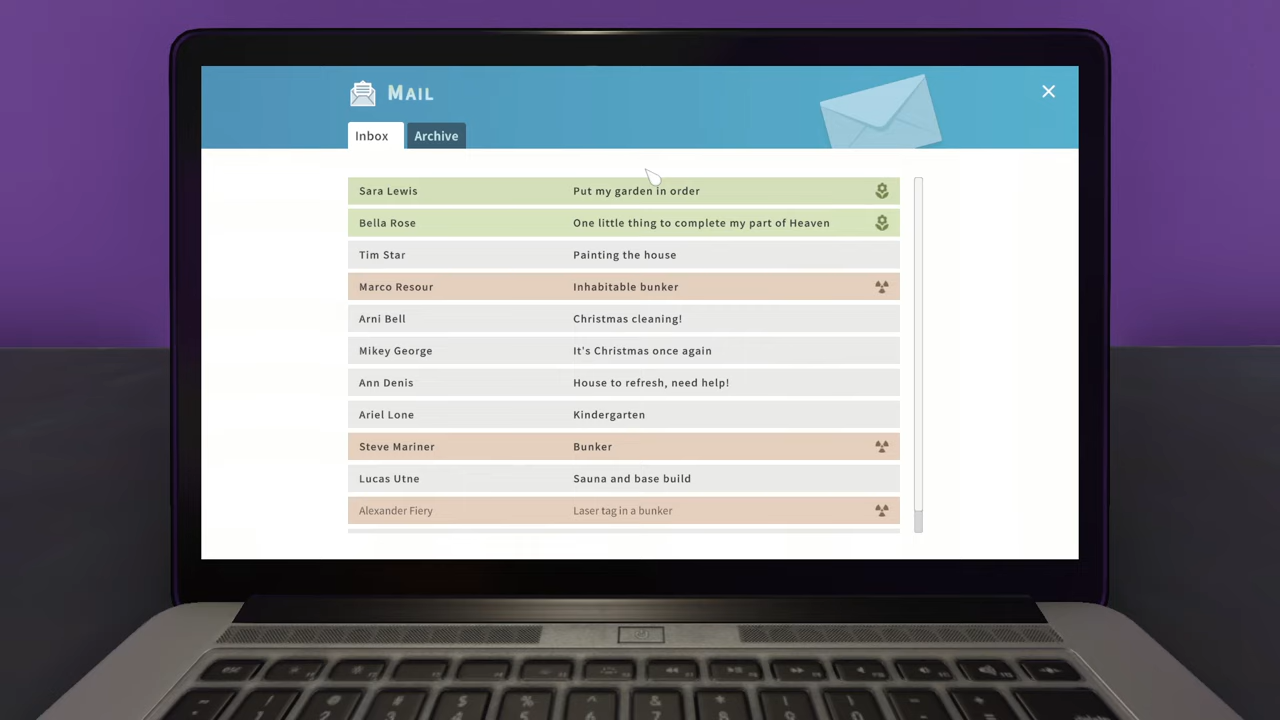 MAIL
Inbox Archive
Sara Lewis Put my garden in order
Bella Rose One little thing to complete my part of Heaven
Tim Star Painting the house
Marco Resour Inhabitable bunker
Arni Bell Christmas cleaning!
Mikey George It's Christmas once again
Ann Denis House to refresh, need help!
Ariel Lone Kindergarten
Steve Mariner Bunker
Lucas Utne Sauna and base build
Alexander Fiery Laser tag in a bunker
esc